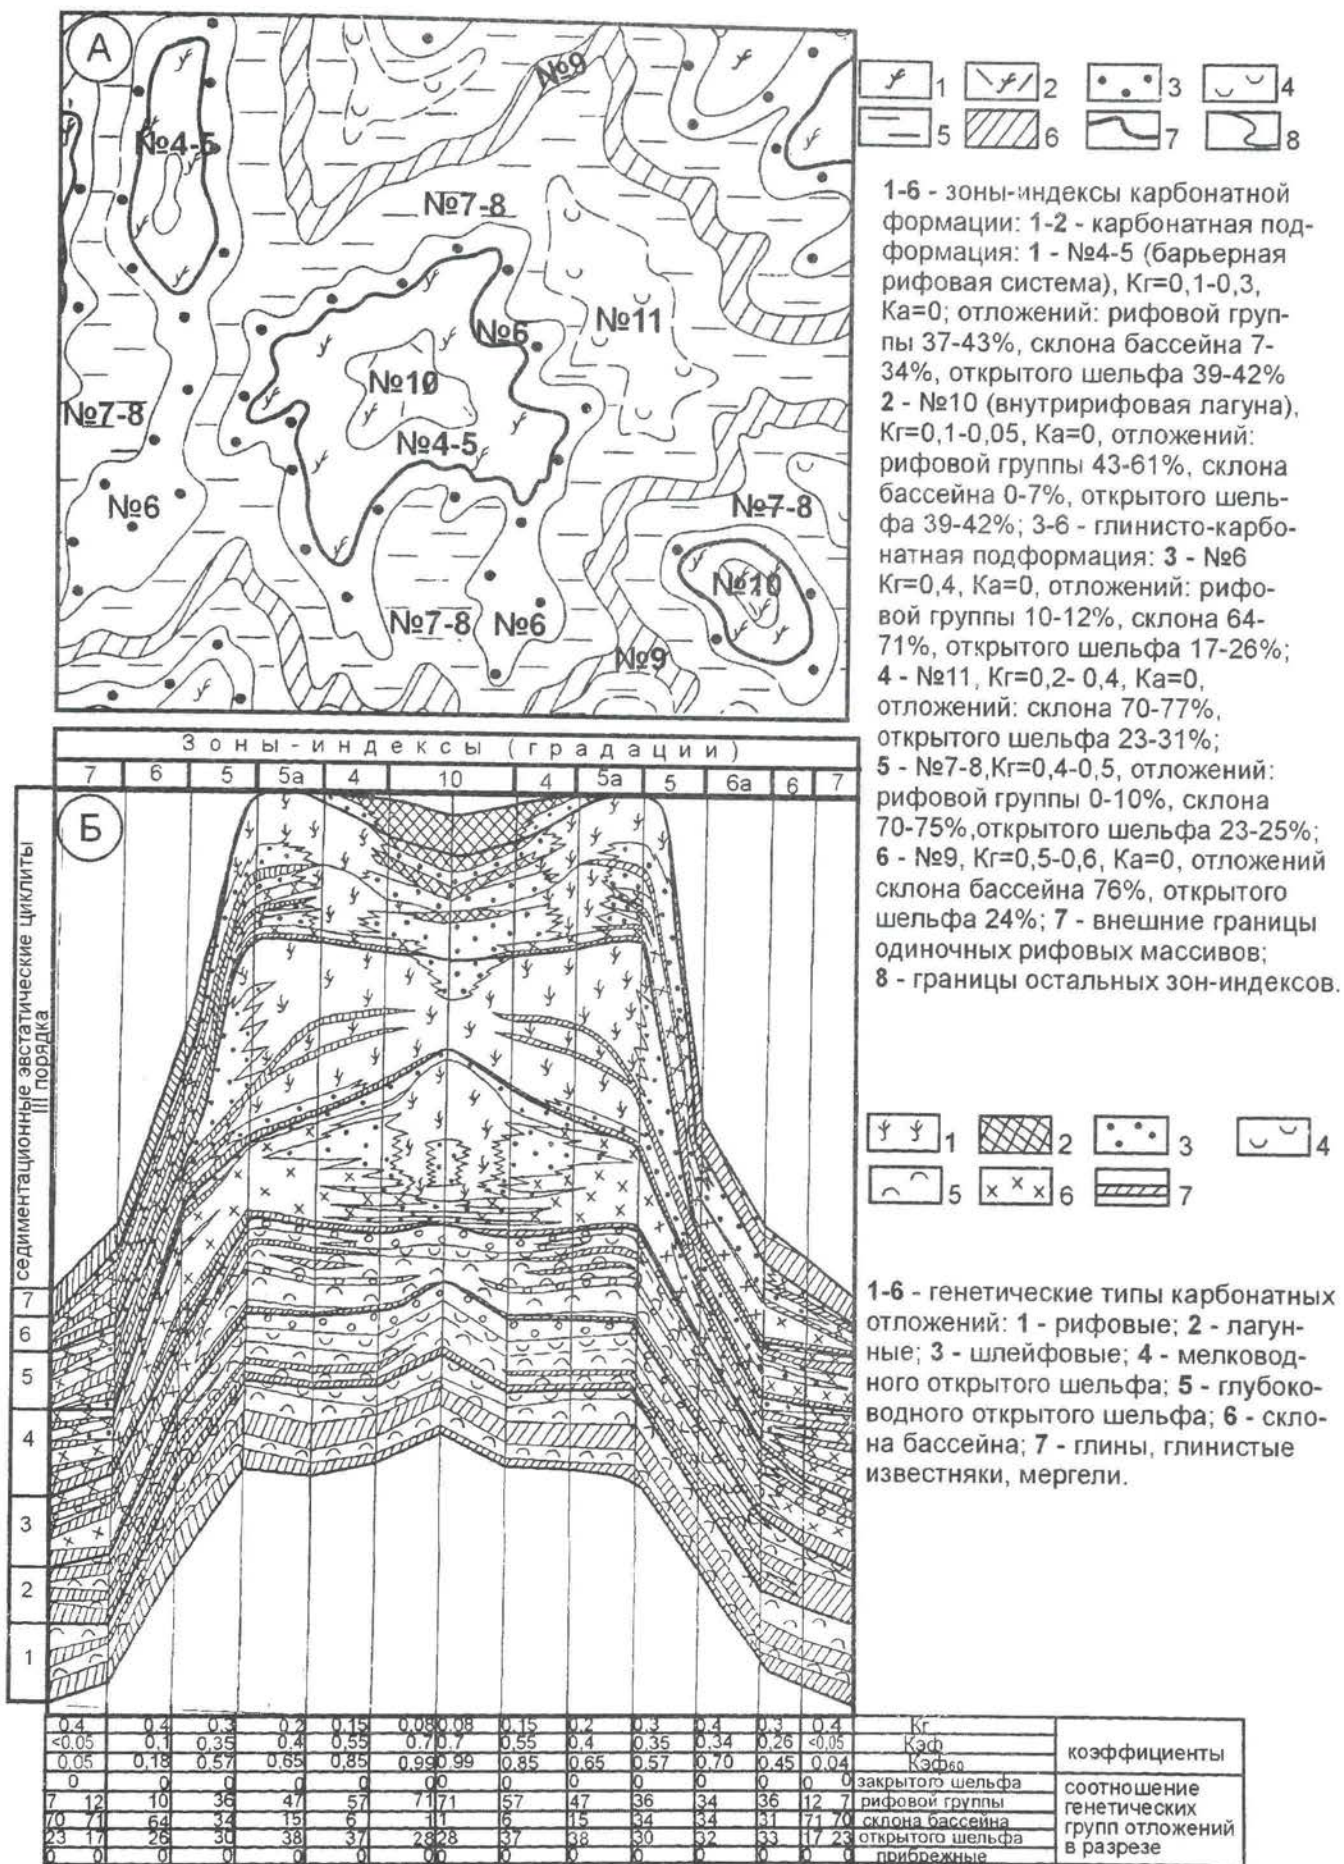 А
№9
№4-5
№7-8
№11
№6
№10
№7-8
№4-5
№6
№7-8
№10
№7-8
№6
№9
1
2
3
4
5
6
7
8
1-6 - зоны-индексы карбонатной
формации: 1-2 - карбонатная под-
формация: 1 - №4-5 (барьерная
рифовая система), Кг=0,1-0,3,
Ка=0; отложений: рифовой груп-
пы 37-43%, склона бассейна 7-
34%, открытого шельфа 39-42%
2 - №10 (внутририфовая лагуна),
Кг=0,1-0,05, Ка=0, отложений:
рифовой группы 43-61%, склона
бассейна 0-7%, открытого шель-
фа 39-42%; 3-6 - глинисто-карбо-
натная подформация: 3 - №6
Кг=0,4, Ка=0, отложений: рифо-
вой группы 10-12%, склона 64-
71%, открытого шельфа 17-26%;
4 - №11, Кг=0,2- 0,4, Ка=0,
отложений: склона 70-77%,
открытого шельфа 23-31%;
5 - №7-8,Кг=0,4-0,5, отложений:
рифовой группы 0-10%, склона
70-75%,открытого шельфа 23-25%;
6 - №9, Кг=0,5-0,6, Ка=0, отложений
склона бассейна 76%, открытого
шельфа 24%; 7 - внешние границы
одиночных рифовых массивов;
8 - границы остальных зон-индексов.
Зоны-индексы (градации)
7 6 5 5а 4 10 4 5а 5 6а 6 7
Б
седиментационные эвстатические циклиты
III порядка
7
6
5
4
3
2
1
1
2
3
4
5
6
7
1-6 - генетические типы карбонатных
отложений: 1 - рифовые; 2 - лагун-
ные; 3 - шлейфовые; 4 - мелковод-
ного открытого шельфа; 5 - глубоко-
водного открытого шельфа; 6 - скло-
на бассейна; 7 - глины, глинистые
известняки, мергели.
0,4 0,4 0,3 0,2 0,15 0,08 0,08 0,15 0,2 0,3 0,4 0,3 0,4 Кг
<0.05 0,1 0,35 0,4 0,55 0,7 0,7 0,55 0,4 0,35 0,34 0,26 <0,05 Кэф
0,05 0,18 0,57 0,65 0,85 0,99 0,99 0,85 0,65 0,57 0,70 0,45 0,04 Кэф60
коэффициенты
0 0 0 0 0 0 0 0 0 0 0 0 0 0 закрытого шельфа
7 12 10 36 47 57 71 71 57 47 36 34 36 12 7 рифовой группы
70 71 64 34 15 6 1 1 6 15 34 34 31 71 70 склона бассейна
23 17 26 30 38 37 28 28 37 38 30 32 33 17 23 открытого шельфа
0 0 0 0 0 0 0 0 0 0 0 0 0 0 0 прибрежные
соотношение
генетических
групп отложений
в разрезе